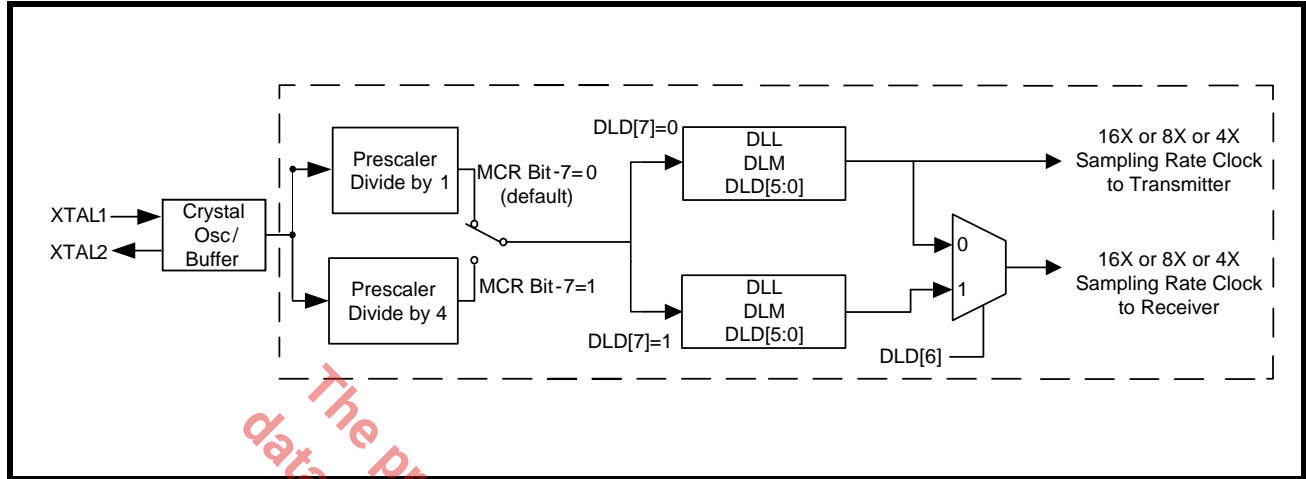 XTAL1
XTAL2
Crystal
Osc/
Buffer
Prescaler
Divide by 1
Prescaler
Divide by 4
MCR Bit-7=0
(default)
MCR Bit-7=1
DLD[7]=0
DLL
DLM
DLD[5:0]
DLD[7]=1
DLL
DLM
DLD[5:0]
0
1
DLD[6]
16X or 8X or 4X
Sampling Rate Clock
to Transmitter
16X or 8X or 4X
Sampling Rate Clock
to Receiver
The
data